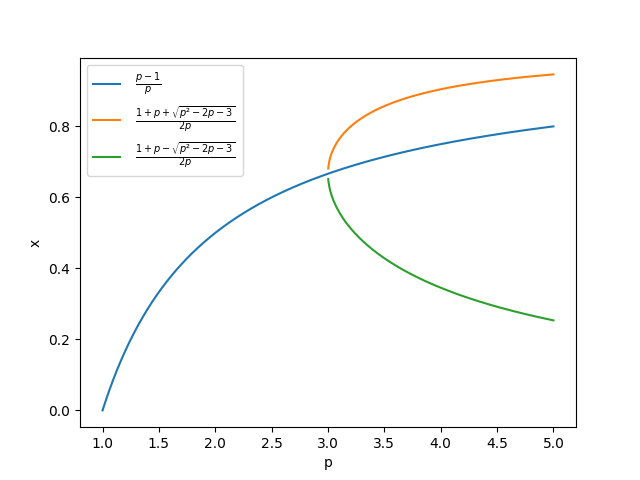 p − 1
p
1 + p + √p² − 2p − 3
2p
1 + p − √p² − 2p − 3
2p
x
0.8
0.6
0.4
0.2
0.0
1.0 1.5 2.0 2.5 3.0 3.5 4.0 4.5 5.0
p